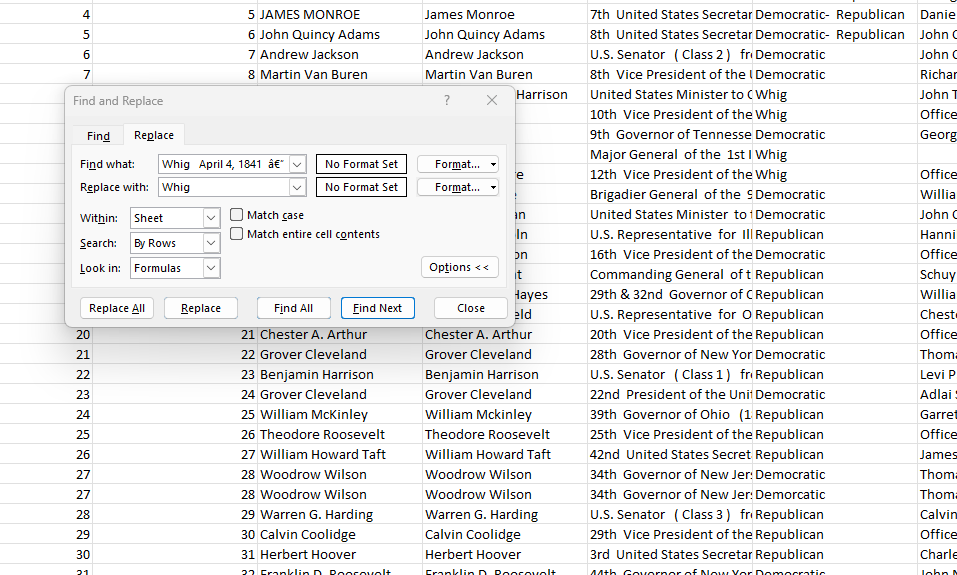 4 5 JAMES MONROE James Monroe 7th United States Secretar Democratic- Republican Danie
5 6 John Quincy Adams John Quincy Adams 8th United States Secretar Democratic- Republican John C
6 7 Andrew Jackson Andrew Jackson U.S. Senator ( Class 2 ) fr Democratic John C
7 8 Martin Van Buren Martin Van Buren 8th Vice President of the U Democratic Richar
Harrison United States Minister to C Whig John T
10th Vice President of the Whig Office
9th Governor of Tennesse Democratic Georg
Major General of the 1st I Whig
12th Vice President of the Whig Office
Brigadier General of the 9 Democratic Willia
United States Minister to t Democratic John C
ln U.S. Representative for Ill Republican Hanni
on 16th Vice President of the Republican Office
nt Commanding General of t Republican Schuy
Hayes 29th & 32nd Governor of C Republican Willia
eld U.S. Representative for O Republican Chest
Find and Replace ? ×
Find Replace
Find what: Whig April 4, 1841 â€" No Format Set Format...
Replace with: Whig No Format Set Format...
Within: Sheet Match case
Match entire cell contents
Search: By Rows
Look in: Formulas Options <<
Replace All Replace Find All Find Next Close
20 21 Chester A. Arthur Chester A. Arthur 20th Vice President of the Republican Office
21 22 Grover Cleveland Grover Cleveland 28th Governor of New Yor Democratic Thoma
22 23 Benjamin Harrison Benjamin Harrison U.S. Senator ( Class 1 ) fr Republican Levi P
23 24 Grover Cleveland Grover Cleveland 22nd President of the Unit Democratic Adlai S
24 25 William McKinley William Mckinley 39th Governor of Ohio (1 Republican Garret
25 26 Theodore Roosevelt Theodore Roosevelt 25th Vice President of the Republican Office
26 27 William Howard Taft William Howard Taft 42nd United States Secret Republican James
27 28 Woodrow Wilson Woodrow Wilson 34th Governor of New Jer Democratic Thoma
27 28 Woodrow Wilson Woodrow Wilson 34th Governor of New Jer Democratic Thoma
28 29 Warren G. Harding Warren G. Harding U.S. Senator ( Class 3 ) fr Republican Calvin
29 30 Calvin Coolidge Calvin Coolidge 29th Vice President of the Republican Office
30 31 Herbert Hoover Herbert Hoover 3rd United States Secretar Republican Charle
31 32 Franklin D. Roosevelt Franklin D. Roosevelt 44th Governor of New Yor Democratic John N